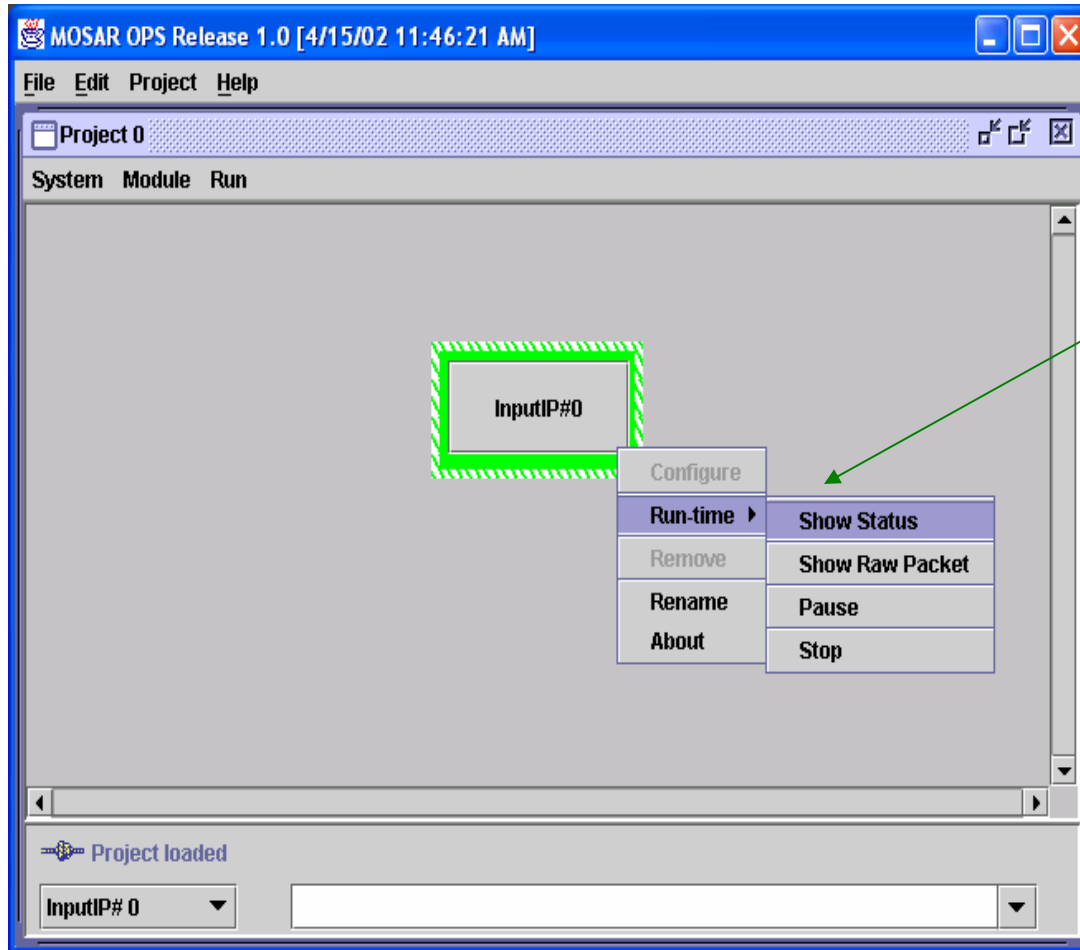 MOSAR OPS Release 1.0 [4/15/02 11:46:21 AM]
File Edit Project Help
Project 0
System Module Run
InputIP#0
Configure
Run-time
Remove
Rename
About
Show Status
Show Raw Packet
Pause
Stop
Project loaded
InputIP# 0